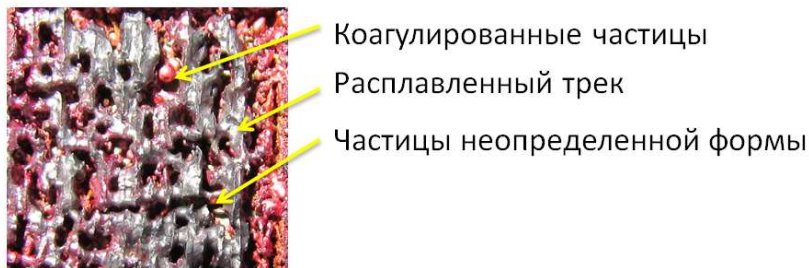 Коагулированные частицы
Расплавленный трек
Частицы неопределенной формы